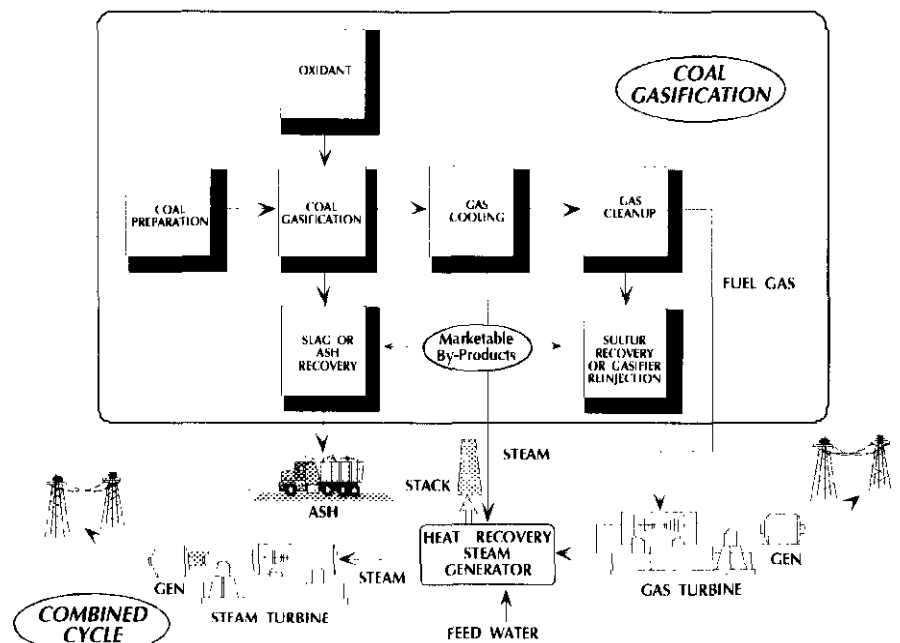 OXIDANT
COAL
GASIFICATION
COAL
PREPARATION
COAL
GASIFICATION
GAS
COOLING
GAS
CLEANUP
FUEL GAS
SLAG OR
ASH
RECOVERY
Marketable
By-Products
SULTUR
RECOVERY
OR GASIFIER
REINJECTION
STEAM
STACK
ASH
HEAT RECOVERY
STEAM
GENERATOR
GEN
GAS TURBINE
STEAM
GEN
STEAM TURBINE
COMBINED
CYCLE
FEED WATER